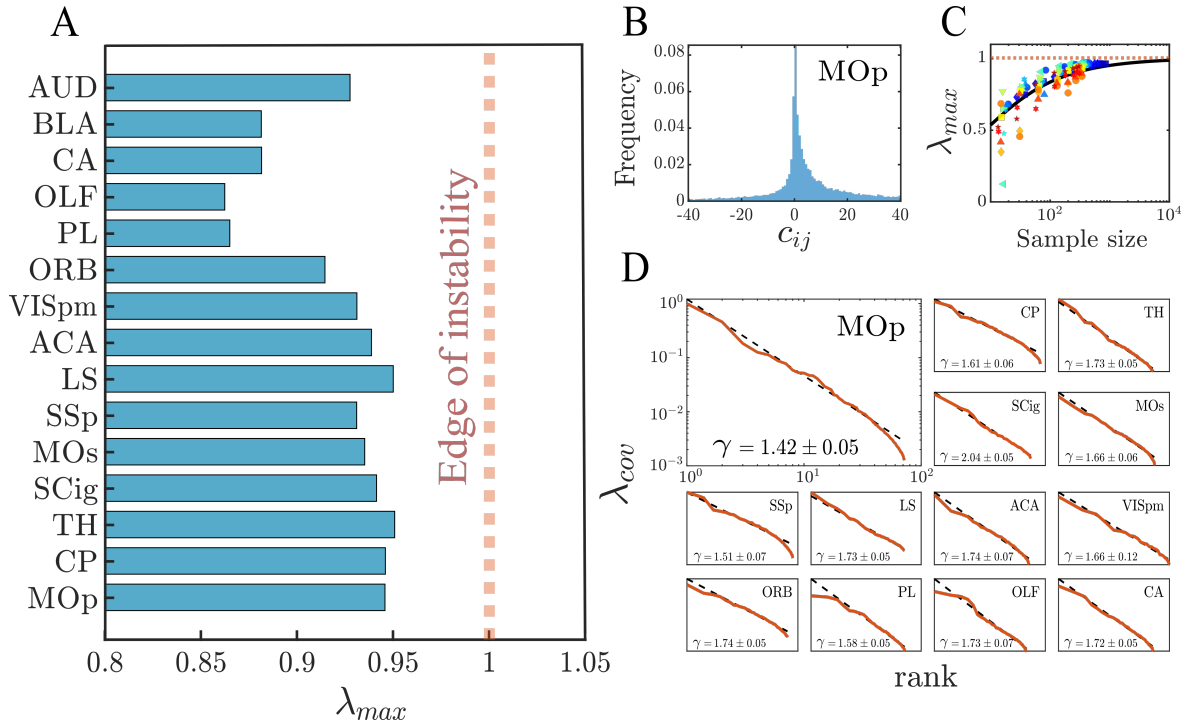 A
AUD
BLA
CA
OLF
PL
ORB
VISpm
ACA
LS
SSp
MOs
SCig
TH
CP
MOp
Edge of instability
0.8
0.85
0.9
0.95
1
1.05
λmax
B
MOp
Frequency
0.08
0.06
0.04
0.02
0
-40
-20
0
20
40
cij
C
λmax
1
0.5
0
10²
10⁴
Sample size
D
MOp
γ = 1.42 ± 0.05
10⁰
10⁻¹
10⁻²
10⁻³
10⁰
10¹
10²
λcov
CP
γ = 1.61 ± 0.06
TH
γ = 1.73 ± 0.05
SCig
γ = 2.04 ± 0.05
MOs
γ = 1.66 ± 0.06
SSp
γ = 1.51 ± 0.07
LS
γ = 1.73 ± 0.05
ACA
γ = 1.74 ± 0.07
VISpm
γ = 1.66 ± 0.12
ORB
γ = 1.74 ± 0.05
PL
γ = 1.58 ± 0.05
OLF
γ = 1.73 ± 0.07
CA
γ = 1.72 ± 0.05
rank